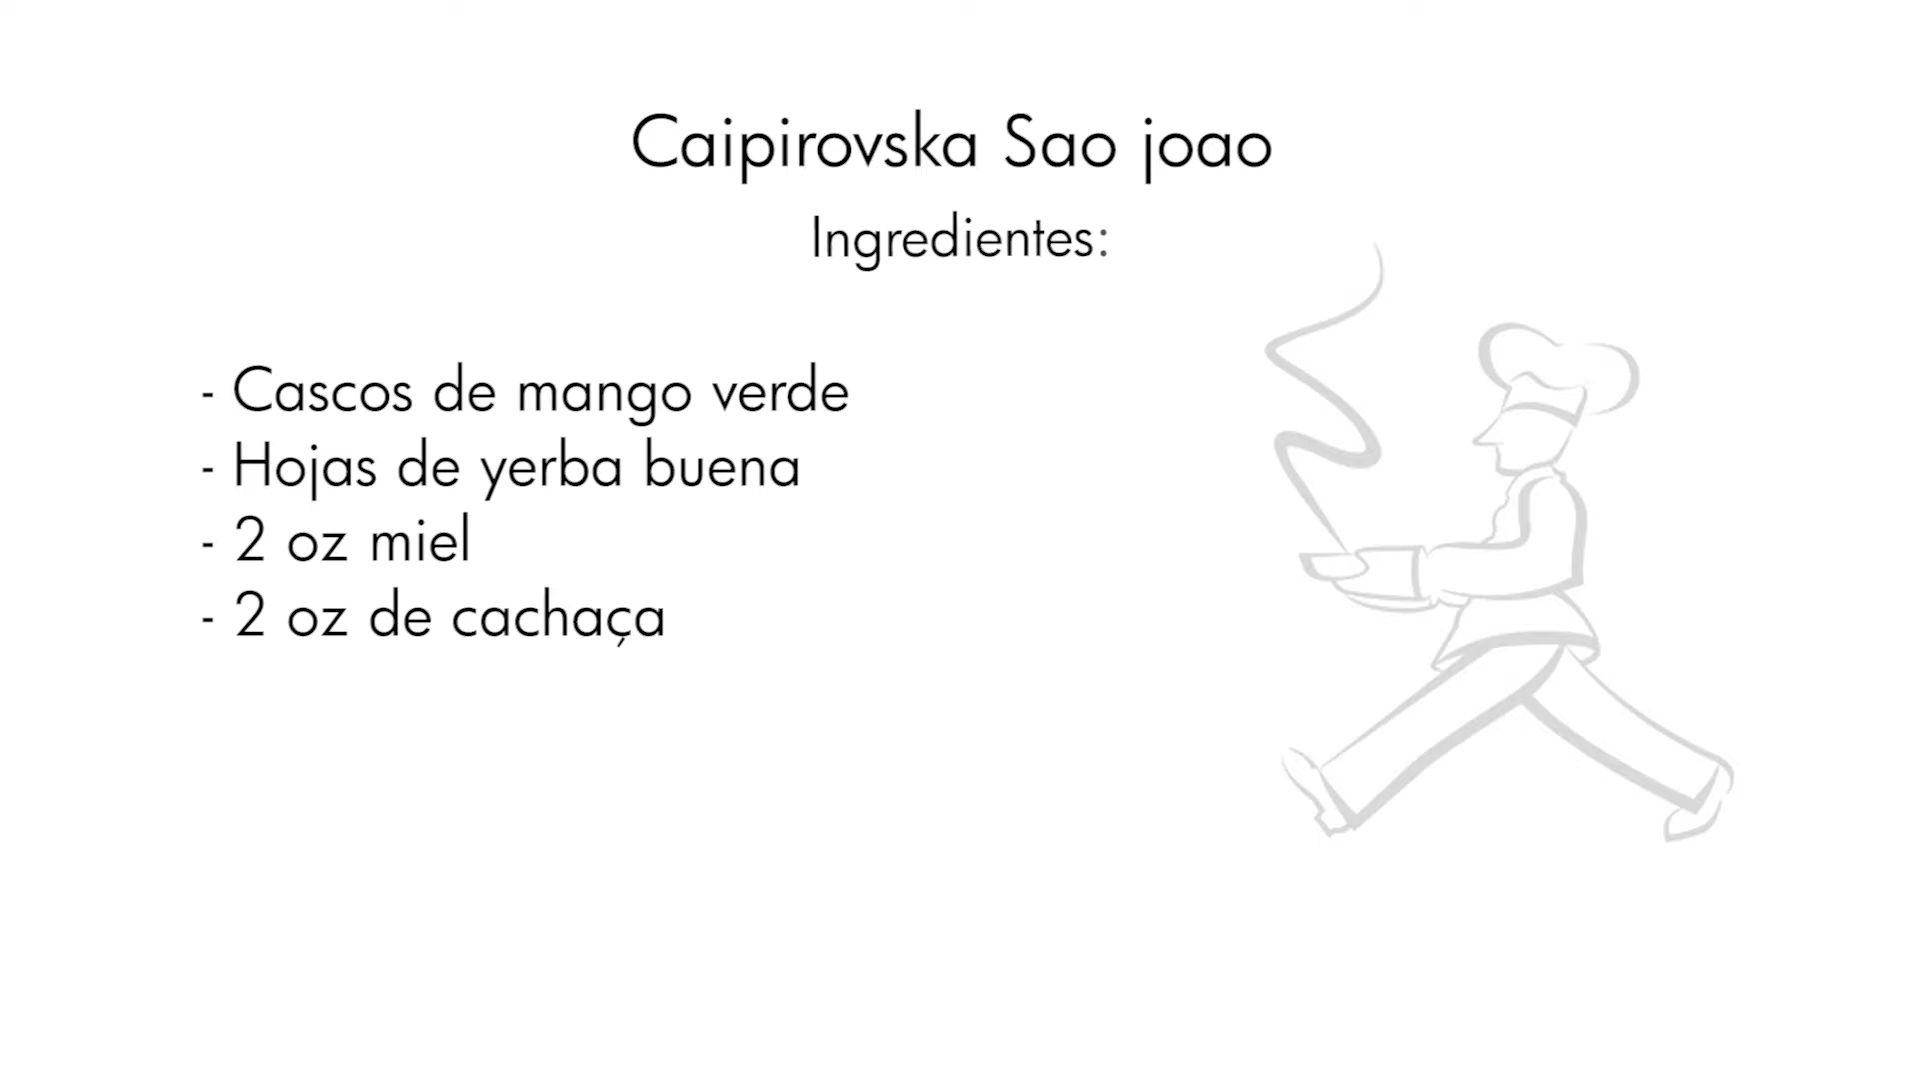 Caipirovska Sao joao
Ingredientes:
- Cascos de mango verde
- Hojas de yerba buena
- 2 oz miel
- 2 oz de cachaça